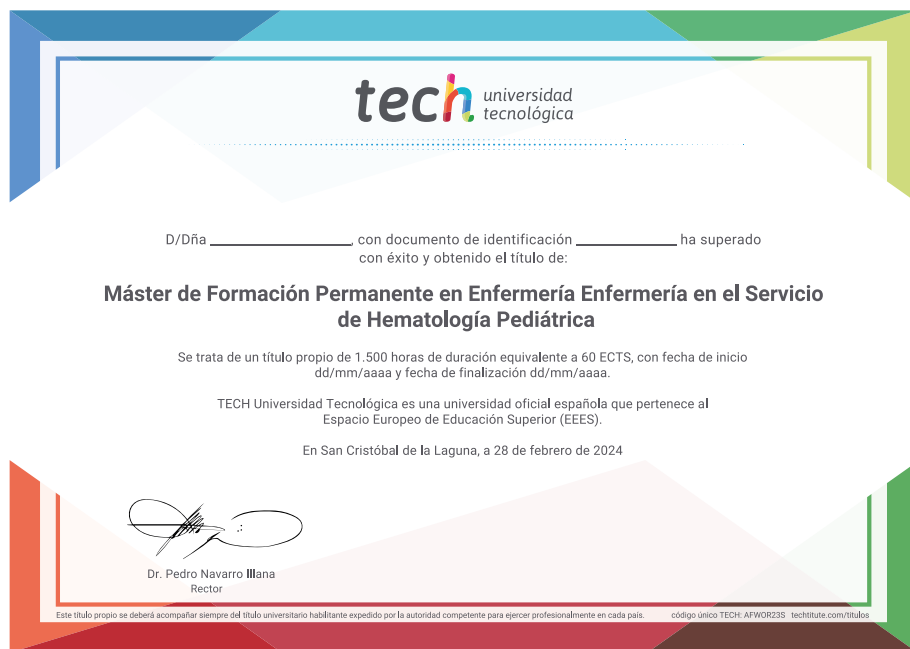 tech universidad
tecnológica
D/Dña ____________________, con documento de identificación ______________ ha superado
con éxito y obtenido el título de:
Máster de Formación Permanente en Enfermería Enfermería en el Servicio
de Hematología Pediátrica
Se trata de un título propio de 1.500 horas de duración equivalente a 60 ECTS, con fecha de inicio
dd/mm/aaaa y fecha de finalización dd/mm/aaaa.
TECH Universidad Tecnológica es una universidad oficial española que pertenece al
Espacio Europeo de Educación Superior (EEES).
En San Cristóbal de la Laguna, a 28 de febrero de 2024
Dr. Pedro Navarro Illana
Rector
Este título propio se deberá acompañar siempre del título universitario habilitante expedido por la autoridad competente para ejercer profesionalmente en cada país. código único TECH: AFWOR23S techtitute.com/titulos